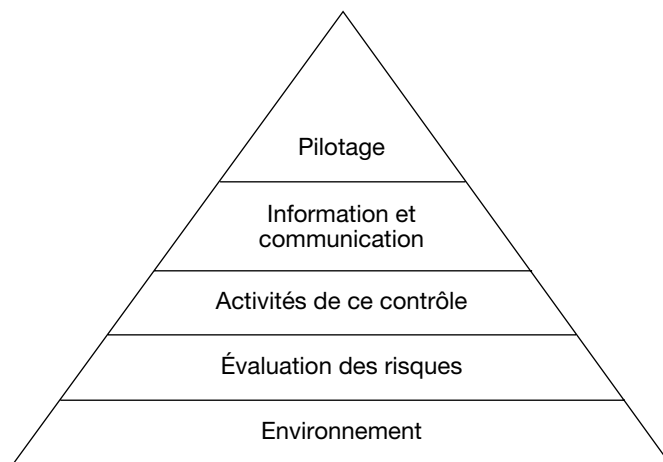 Pilotage
Information et
communication
Activités de ce contrôle
Évaluation des risques
Environnement